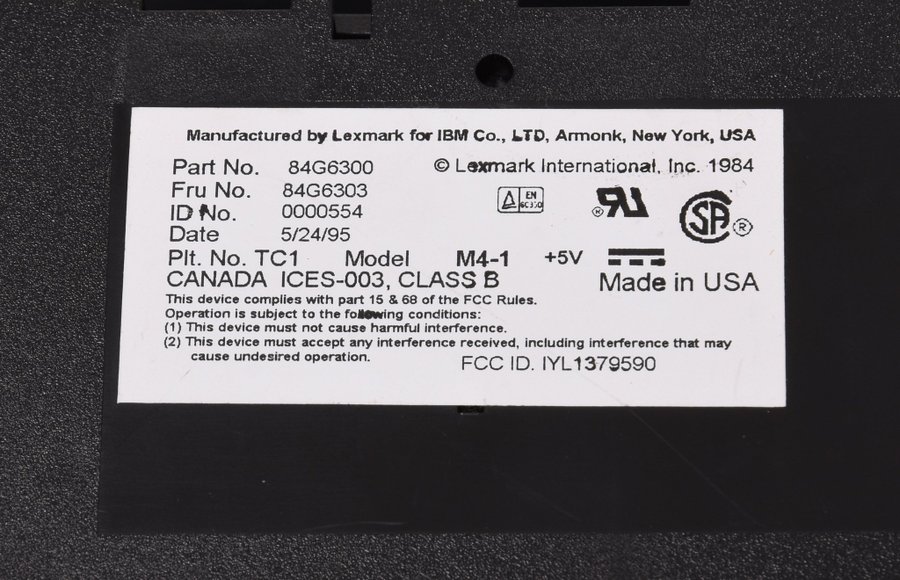 Manufactured by Lexmark for IBM Co., LTD, Armonk, New York, USA
Part No. 84G6300 © Lexmark International, Inc. 1984
Fru No. 84G6303
ID No. 0000554
EN
60950
Date 5/24/95
SA ®
Plt. No. TC1 Model M4-1 +5V
CANADA ICES-003, CLASS B Made in USA
This device complies with part 15 & 68 of the FCC Rules.
Operation is subject to the following conditions:
(1) This device must not cause harmful interference.
(2) This device must accept any interference received, including interference that may
cause undesired operation.
FCC ID. IYL1379590